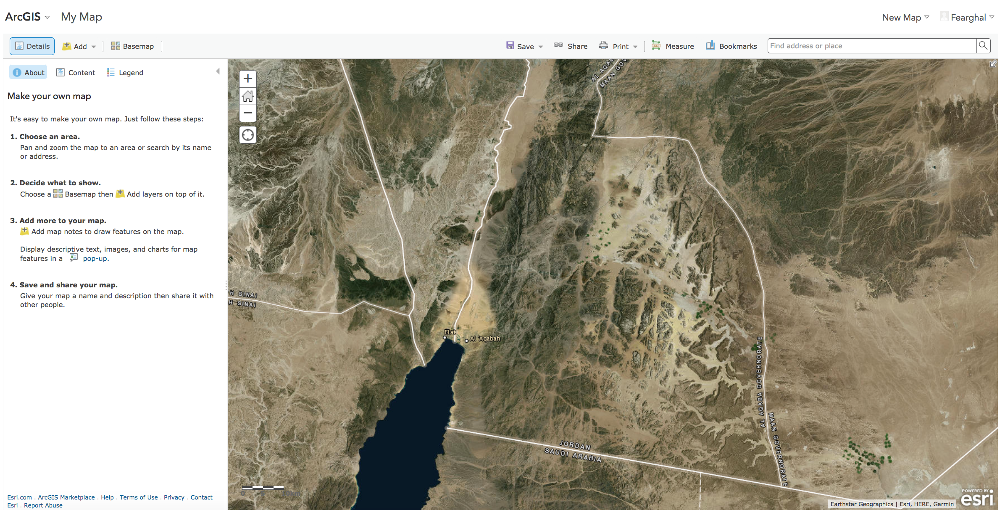 ArcGIS My Map New Map Fearghal
Details Add Basemap Save Share Print Measure Bookmarks Find address or place
About Content Legend
Make your own map
It's easy to make your own map. Just follow these steps:
1. Choose an area.
Pan and zoom the map to an area or search by its name
or address.
2. Decide what to show.
Choose a Basemap then Add layers on top of it.
3. Add more to your map.
Add map notes to draw features on the map.
Display descriptive text, images, and charts for map
features in a pop-up.
4. Save and share your map.
Give your map a name and description then share it with
other people.
Esri.com . ArcGIS Marketplace . Help . Terms of Use . Privacy . Contact
Esri . Report Abuse
AL AQAB
MAAN GOV
H SINAI
H SINAI
Elat
Al 'Aqabah
AL AQABA GOVERNORATE
MAAN GOVERNORATE
JORDAN
SAUDI ARABIA
POWERED BY
esri
Earthstar Geographics | Esri, HERE, Garmin